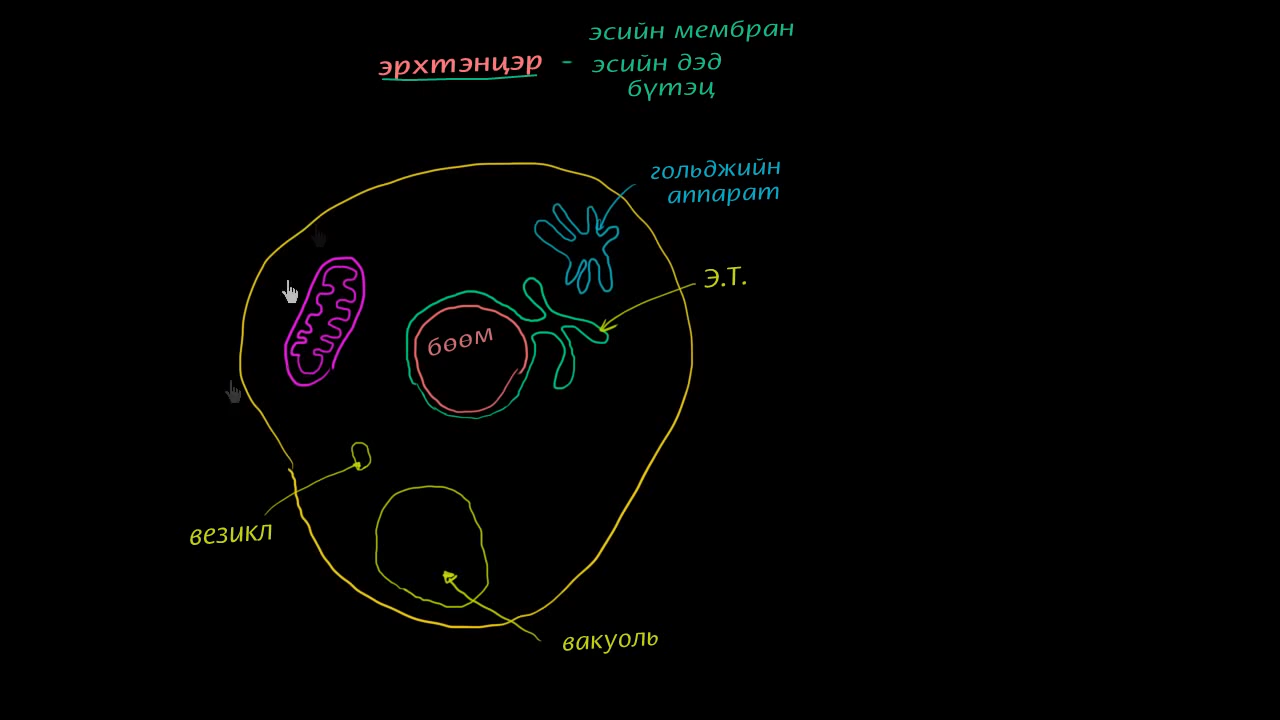 эсийн мембран
эрхтэнцэр - эсийн дэд
бүтэц
гольджийн
аппарат
Э.Т.
бөөм
везикл
вакуоль